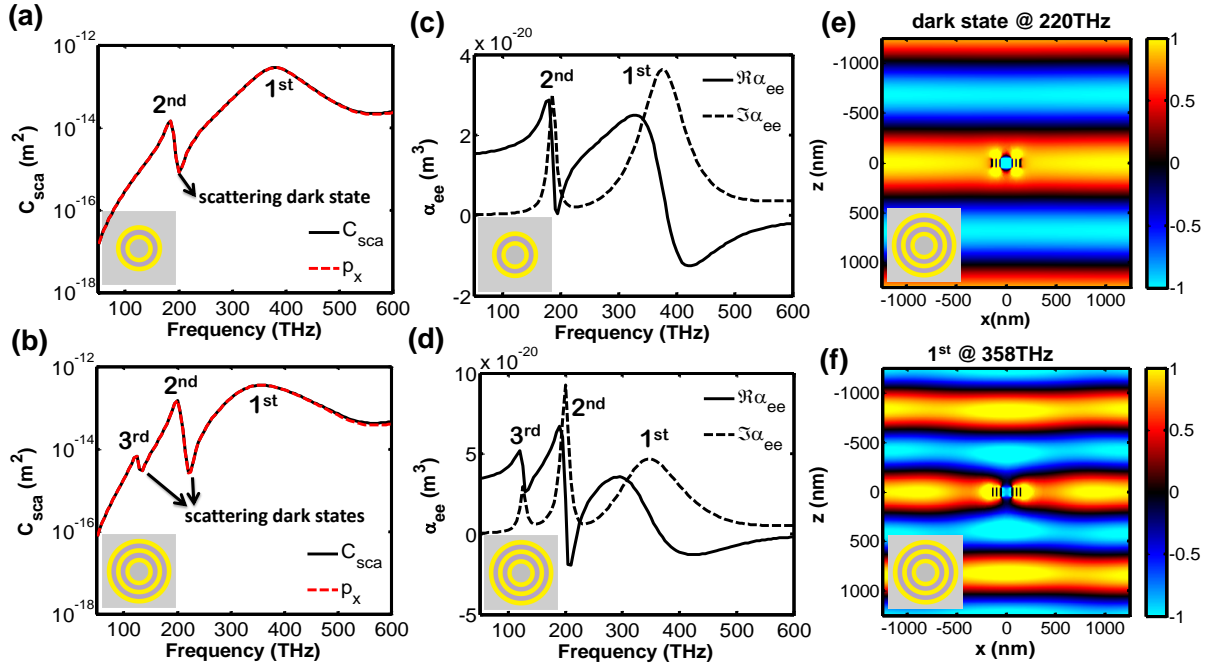 (a)
10^-12
10^-14
10^-16
10^-18
C_sca (m^2)
2nd
1st
scattering dark state
C_sca
p_x
100 200 300 400 500 600
Frequency (THz)
(c)
x 10^-20
4
2
0
-2
α_ee (m^3)
2nd
1st
ℜα_ee
ℑα_ee
100 200 300 400 500 600
Frequency (THz)
(e)
dark state @ 220THz
-1000
-500
0
500
1000
z (nm)
-1000 -500 0 500 1000
x(nm)
1
0.5
0
-0.5
-1
(b)
10^-12
10^-14
10^-16
10^-18
C_sca (m^2)
3rd
2nd
1st
scattering dark states
C_sca
p_x
100 200 300 400 500 600
Frequency (THz)
(d)
x 10^-20
10
5
0
-5
α_ee (m^3)
3rd
2nd
1st
ℜα_ee
ℑα_ee
100 200 300 400 500 600
Frequency (THz)
(f)
1st @ 358THz
-1000
-500
0
500
1000
z (nm)
-1000 -500 0 500 1000
x (nm)
1
0.5
0
-0.5
-1